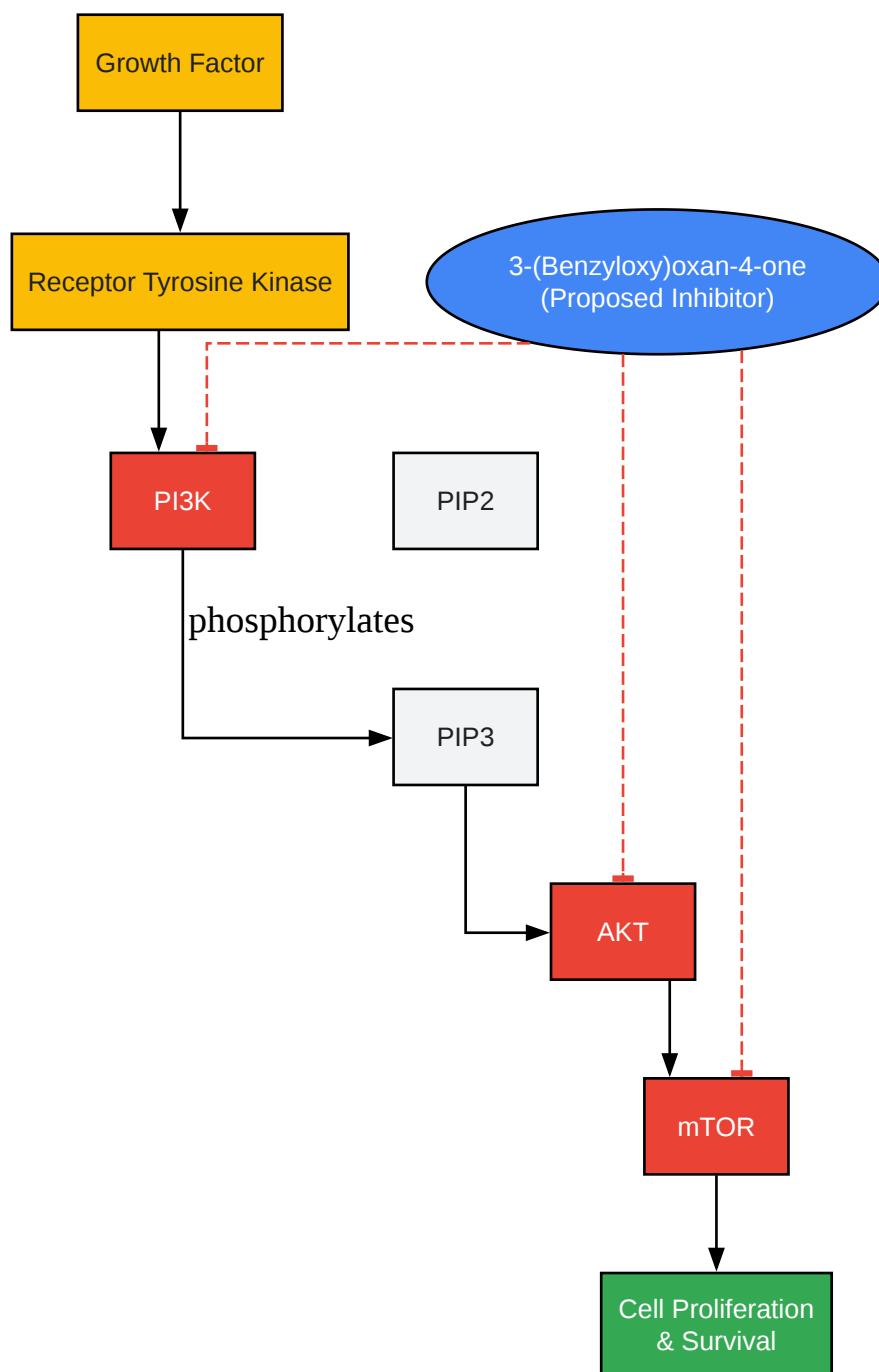 Growth Factor
Receptor Tyrosine Kinase
3-(Benzyloxy)oxan-4-one
(Proposed Inhibitor)
PI3K
PIP2
phosphorylates
PIP3
AKT
mTOR
Cell Proliferation
& Survival